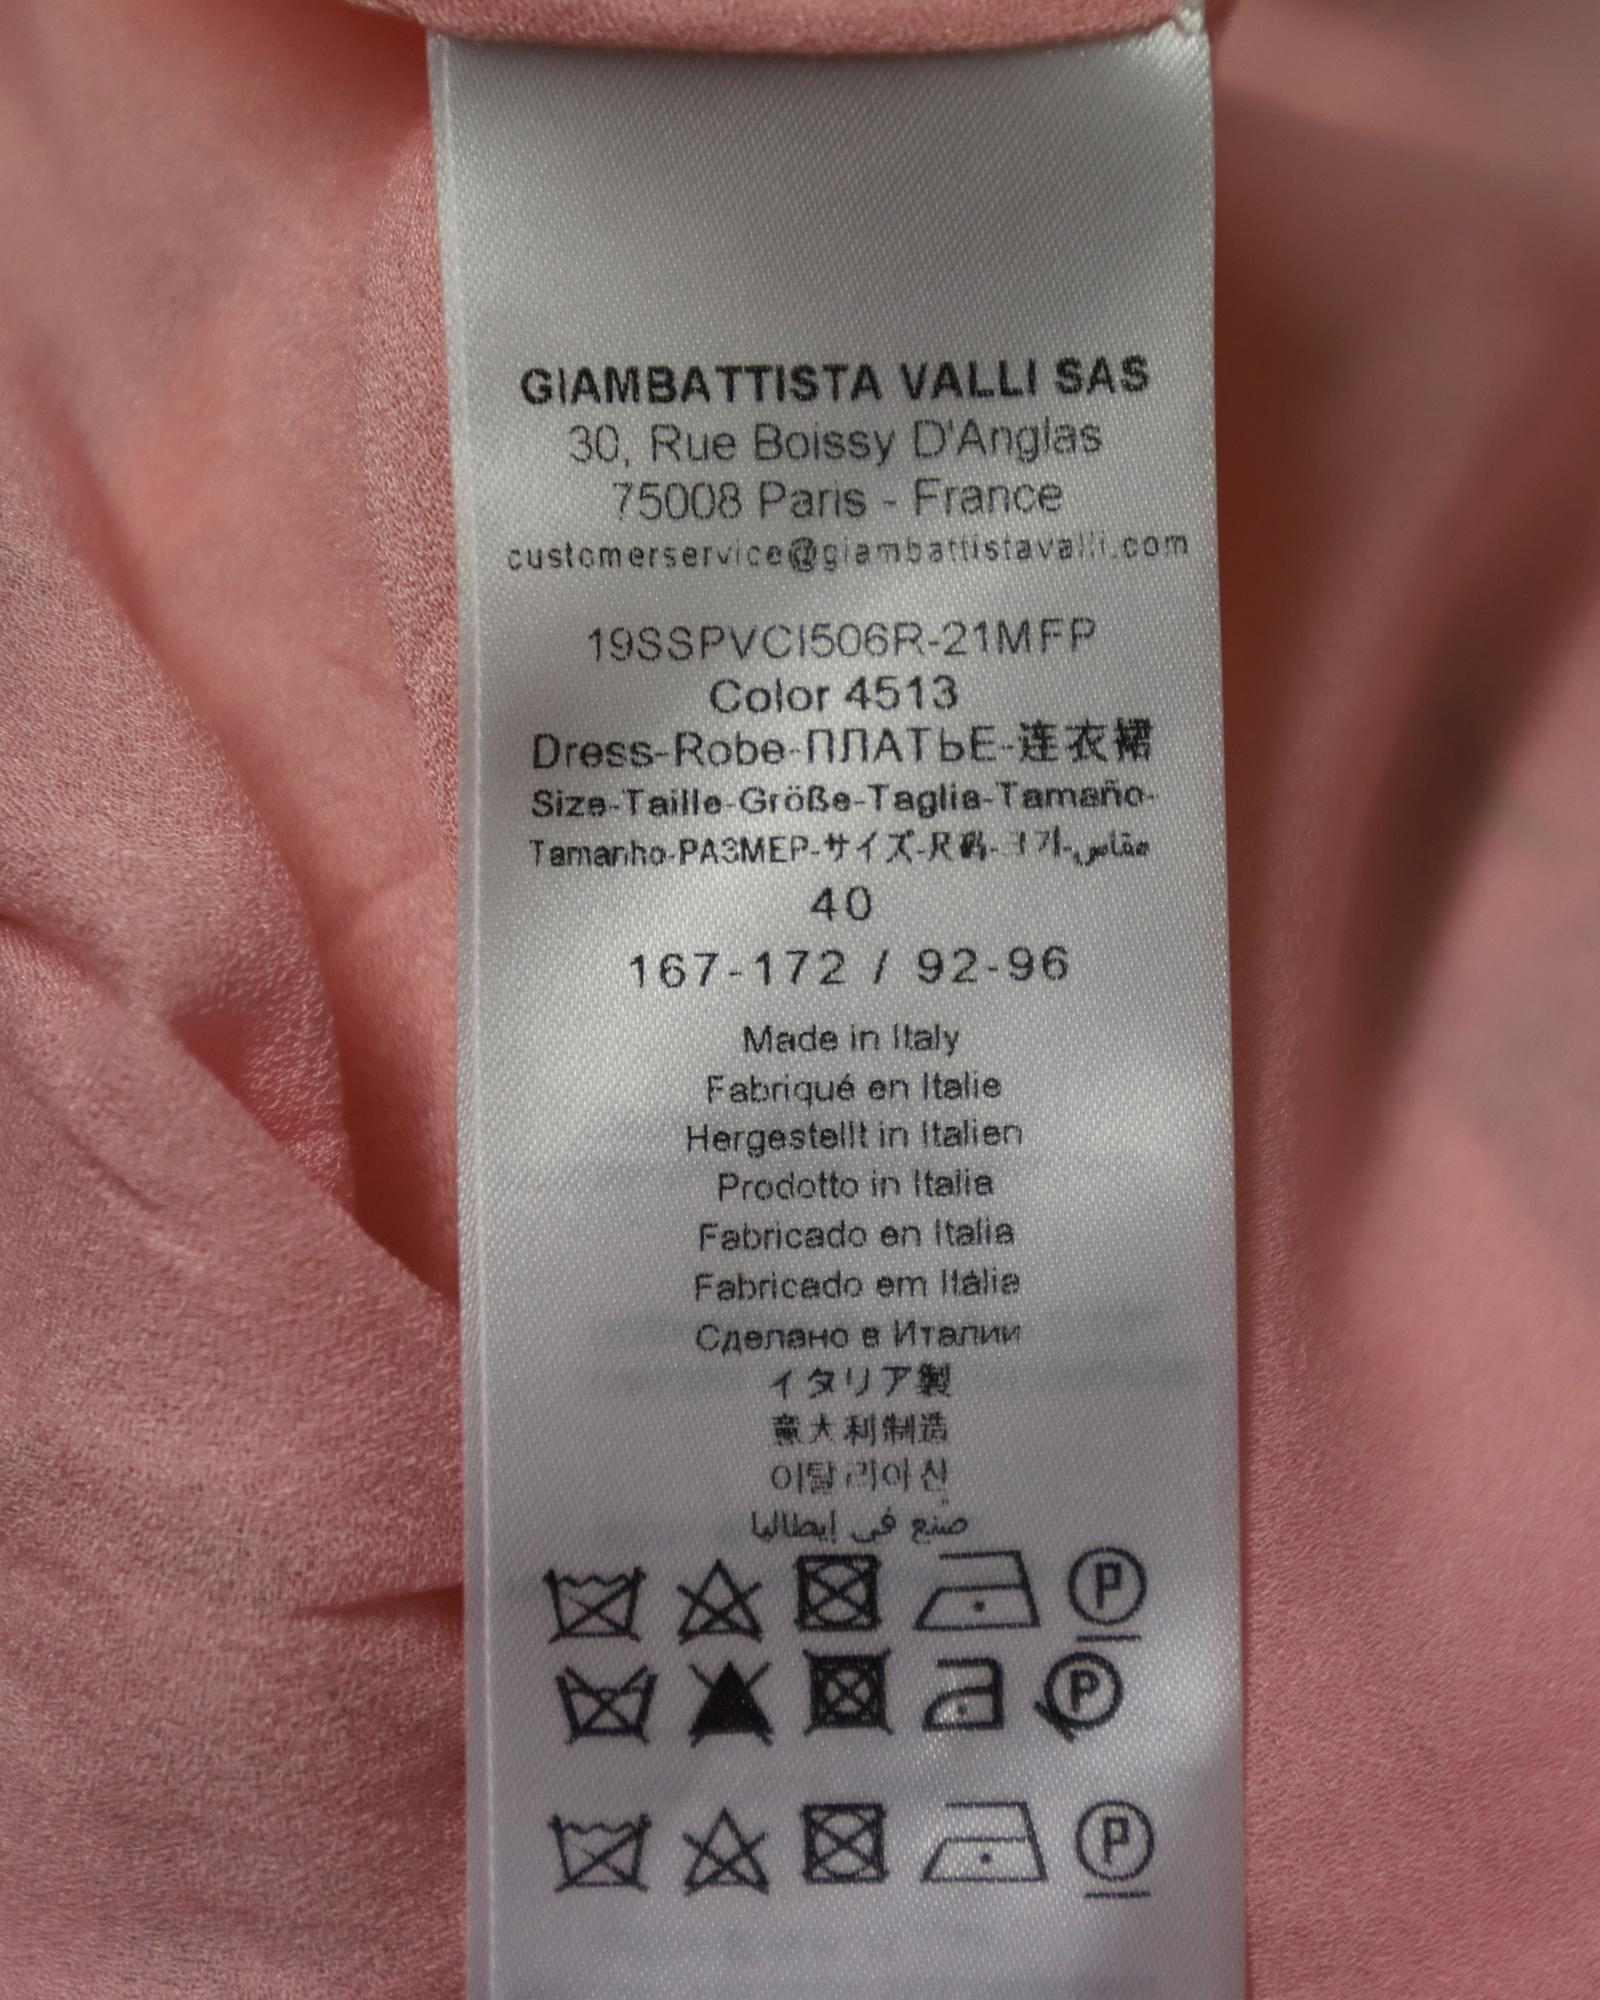 GIAMBATTISTA VALLI SAS
30, Rue Boissy D'Anglas
75008 Paris - France
customerservice@giambattistavalli.com
19SSPVCI506R-21MFP
Color 4513
Dress-Robe-ПЛАТЬЕ-连衣裙
Size-Taille-Größe-Taglia-Tamaño-
Tamanho-РАЗМЕР-サイズ-尺码-크기-مقاس
40
167-172 / 92-96
Made in Italy
Fabriqué en Italie
Hergestellt in Italien
Prodotto in Italia
Fabricado en Italia
Fabricado em Itália
Сделано в Италии
イタリア製
意大利制造
이탈리아 산
صنع في إيطاليا
P
P
P